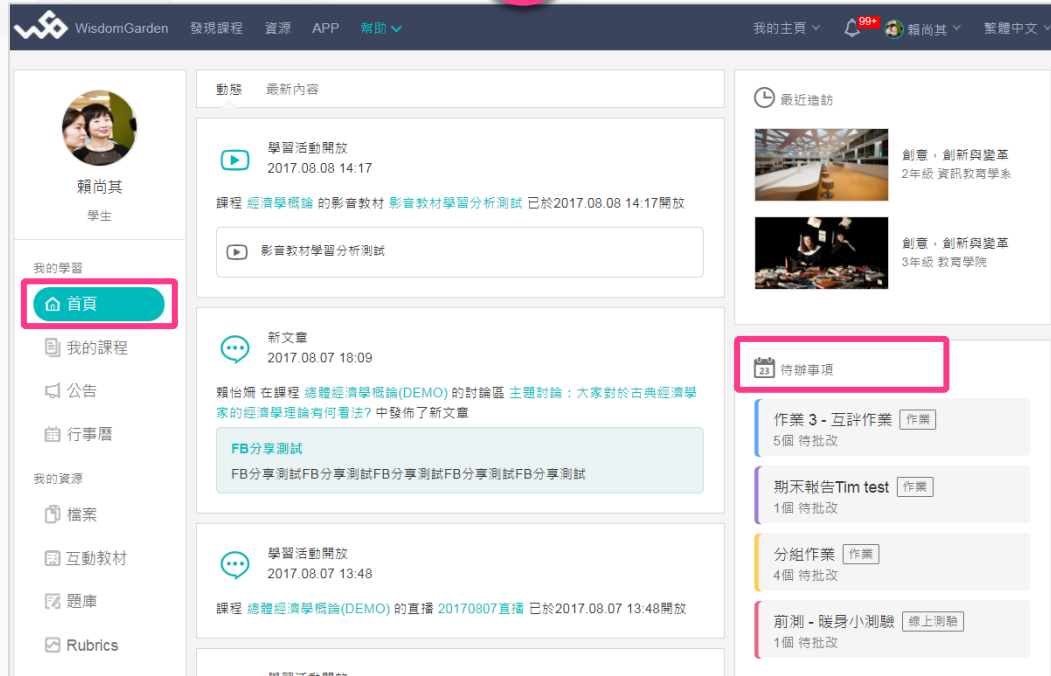 WisdomGarden 發現課程 資源 APP 幫助 我的主頁 99+ 賴尚其 繁體中文
賴尚其
學生
我的學習
首頁
我的課程
公告
行事曆
我的資源
檔案
互動教材
題庫
Rubrics
動態 最新內容
學習活動開放
2017.08.08 14:17
課程 經濟學概論 的影音教材 影音教材學習分析測試 已於2017.08.08 14:17開放
影音教材學習分析測試
新文章
2017.08.07 18:09
賴怡姍 在課程 總體經濟學概論(DEMO) 的討論區 主題討論：大家對於古典經濟學
家的經濟學理論有何看法? 中發佈了新文章
FB分享測試
FB分享測試FB分享測試FB分享測試FB分享測試FB分享測試
學習活動開放
2017.08.07 13:48
課程 總體經濟學概論(DEMO) 的直播 20170807直播 已於2017.08.07 13:48開放
最近造訪
創意，創新與變革
2年級 資訊教育學系
創意，創新與變革
3年級 教育學院
23 待辦事項
作業 3 - 互評作業 作業
5個 待批改
期末報告Tim test 作業
1個 待批改
分組作業 作業
4個 待批改
前測 - 暖身小測驗 線上測驗
1個 待批改